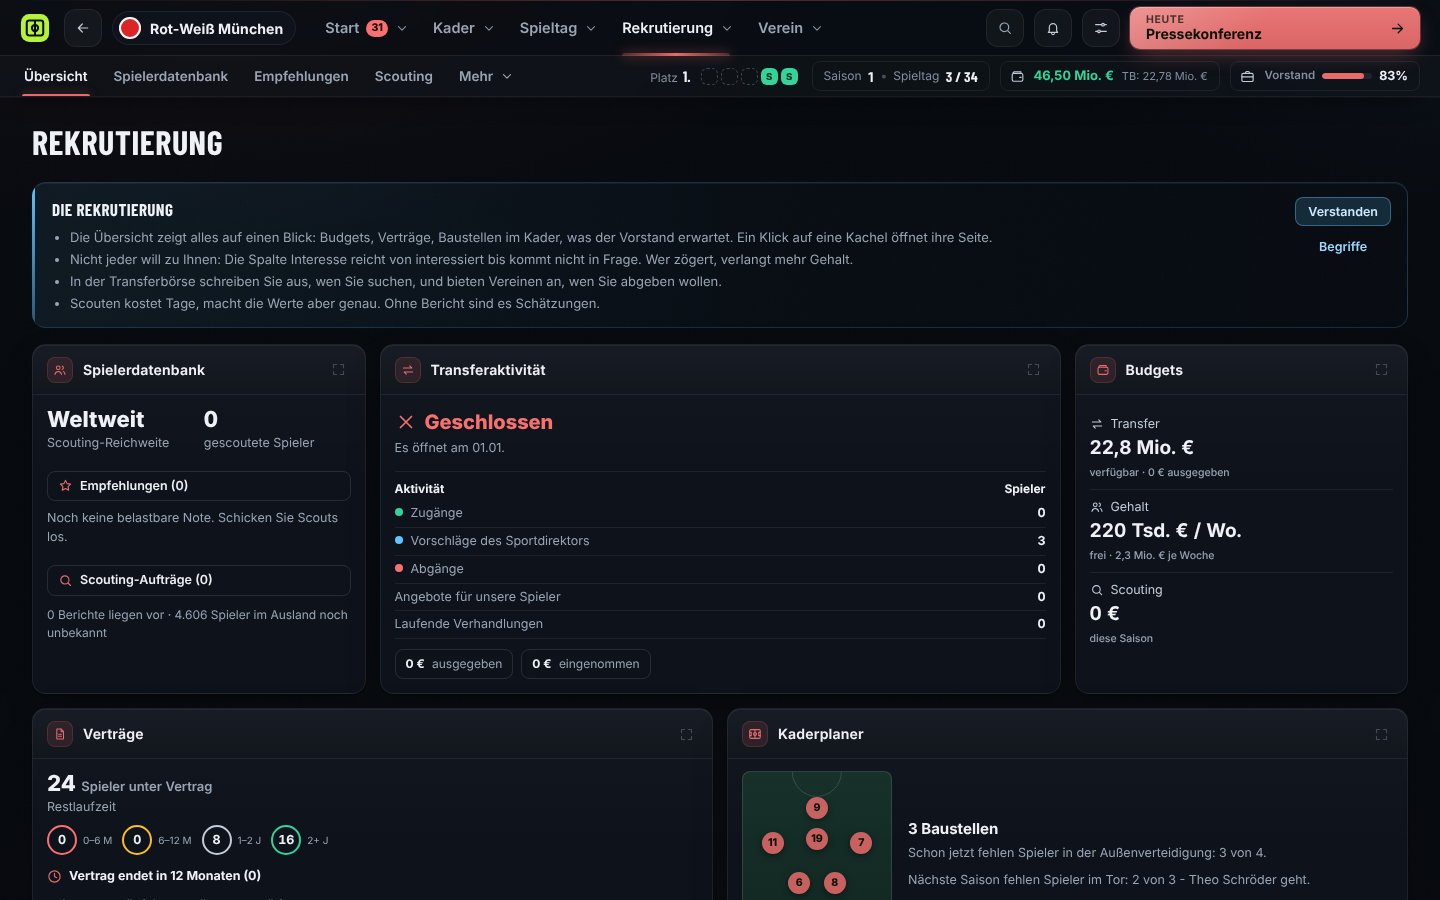 Rot-Weiß München
Start 31
Kader
Spieltag
Rekrutierung
Verein
HEUTE
Pressekonferenz
Übersicht
Spielerdatenbank
Empfehlungen
Scouting
Mehr
Platz 1.
S S
Saison 1 • Spieltag 3 / 34
46,50 Mio. € TB: 22,78 Mio. €
Vorstand 83%
REKRUTIERUNG
DIE REKRUTIERUNG
Verstanden
• Die Übersicht zeigt alles auf einen Blick: Budgets, Verträge, Baustellen im Kader, was der Vorstand erwartet. Ein Klick auf eine Kachel öffnet ihre Seite.
Begriffe
• Nicht jeder will zu Ihnen: Die Spalte Interesse reicht von interessiert bis kommt nicht in Frage. Wer zögert, verlangt mehr Gehalt.
• In der Transferbörse schreiben Sie aus, wen Sie suchen, und bieten Vereinen an, wen Sie abgeben wollen.
• Scouten kostet Tage, macht die Werte aber genau. Ohne Bericht sind es Schätzungen.
Spielerdatenbank
Weltweit
Scouting-Reichweite
0
gescoutete Spieler
Empfehlungen (0)
Noch keine belastbare Note. Schicken Sie Scouts
los.
Scouting-Aufträge (0)
0 Berichte liegen vor · 4.606 Spieler im Ausland noch
unbekannt
Transferaktivität
Geschlossen
Es öffnet am 01.01.
Aktivität Spieler
Zugänge 0
Vorschläge des Sportdirektors 3
Abgänge 0
Angebote für unsere Spieler 0
Laufende Verhandlungen 0
0 € ausgegeben
0 € eingenommen
Budgets
Transfer
22,8 Mio. €
verfügbar · 0 € ausgegeben
Gehalt
220 Tsd. € / Wo.
frei · 2,3 Mio. € je Woche
Scouting
0 €
diese Saison
Verträge
24 Spieler unter Vertrag
Restlaufzeit
0 0–6 M 0 6–12 M 8 1–2 J 16 2+ J
Vertrag endet in 12 Monaten (0)
Kaderplaner
9
11 19 7
6 8
3 Baustellen
Schon jetzt fehlen Spieler in der Außenverteidigung: 3 von 4.
Nächste Saison fehlen Spieler im Tor: 2 von 3 - Theo Schröder geht.